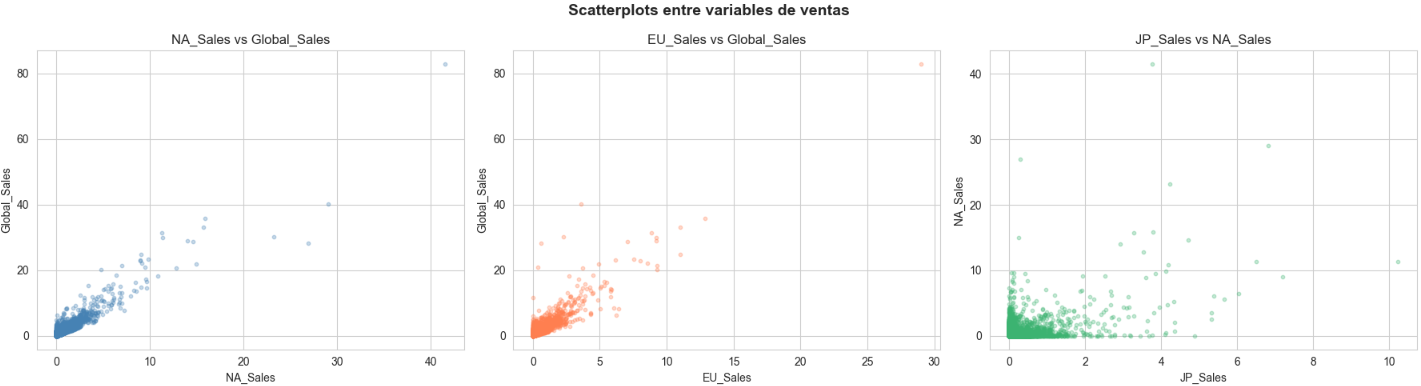 Scatterplots entre variables de ventas
NA_Sales vs Global_Sales
Global_Sales
80
60
40
20
0
0 10 20 30 40
NA_Sales
EU_Sales vs Global_Sales
Global_Sales
80
60
40
20
0
0 5 10 15 20 25 30
EU_Sales
JP_Sales vs NA_Sales
NA_Sales
40
30
20
10
0
0 2 4 6 8 10
JP_Sales